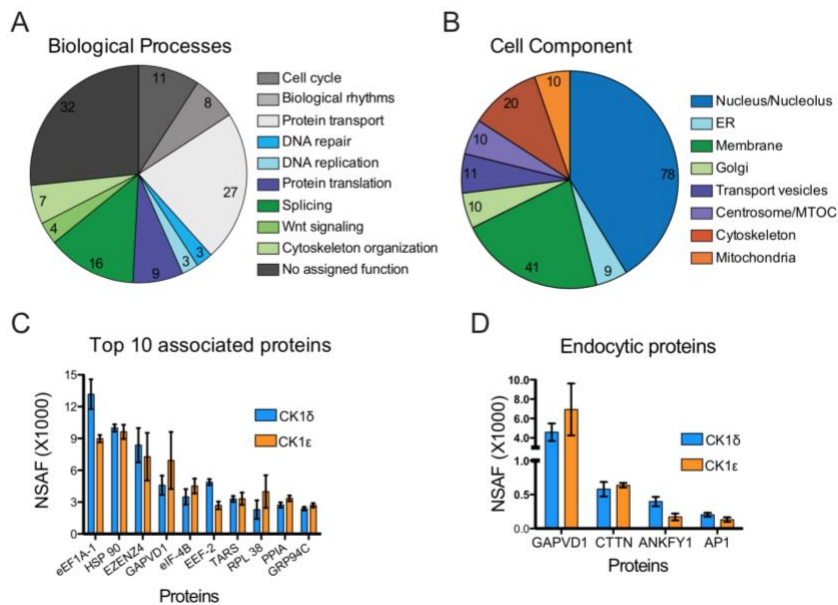 A
Biological Processes
11
8
27
3
3
9
16
4
7
32
Cell cycle
Biological rhythms
Protein transport
DNA repair
DNA replication
Protein translation
Splicing
Wnt signaling
Cytoskeleton organization
No assigned function
B
Cell Component
78
9
41
10
11
10
20
10
Nucleus/Nucleolus
ER
Membrane
Golgi
Transport vesicles
Centrosome/MTOC
Cytoskeleton
Mitochondria
C
Top 10 associated proteins
NSAF (X1000)
15
12
9
6
3
0
CK1δ
CK1ε
eEF1A-1
HSP 90
EZENZ4
GAPVD1
eIF-4B
EEF-2
TARS
RPL 38
PPIA
GRP94C
Proteins
D
Endocytic proteins
NSAF (X1000)
10.0
8.0
6.0
4.0
1.0
0.5
0.0
CK1δ
CK1ε
GAPVD1
CTTN
ANKFY1
AP1
Proteins